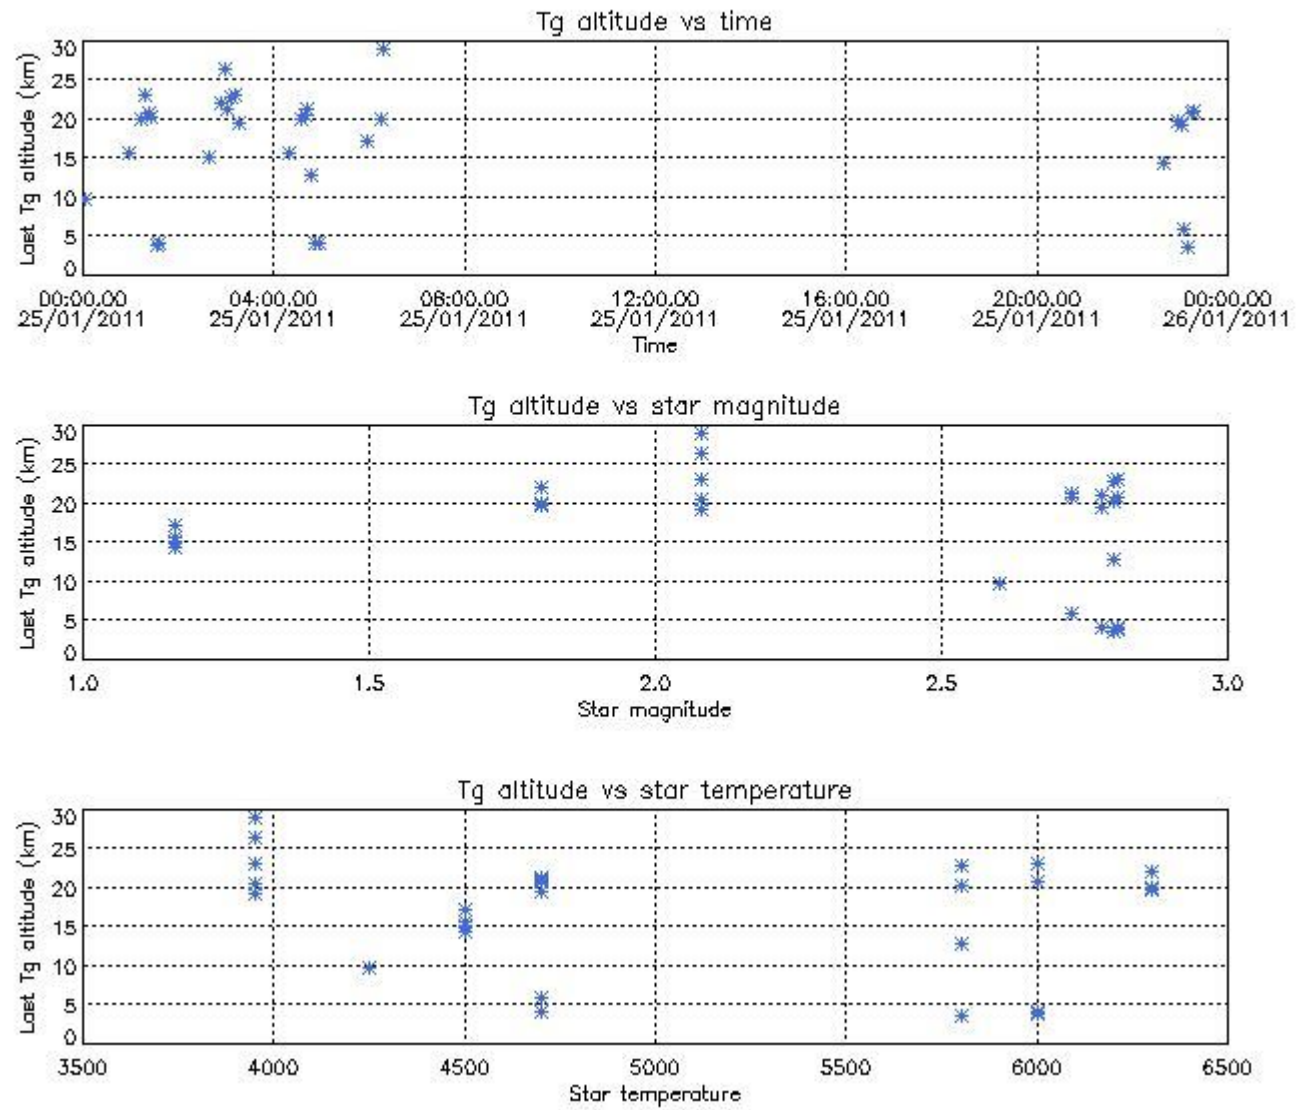 Tg altitude vs time
Last Tg altitude (km)
30
25
20
15
10
5
0
00:00.00 04:00.00 08:00.00 12:00.00 16:00.00 20:00.00 00:00.00
25/01/2011 25/01/2011 25/01/2011 25/01/2011 25/01/2011 25/01/2011 26/01/2011
Time
Tg altitude vs star magnitude
Last Tg altitude (km)
30
25
20
15
10
5
0
1.0 1.5 2.0 2.5 3.0
Star magnitude
Tg altitude vs star temperature
Last Tg altitude (km)
30
25
20
15
10
5
0
3500 4000 4500 5000 5500 6000 6500
Star temperature